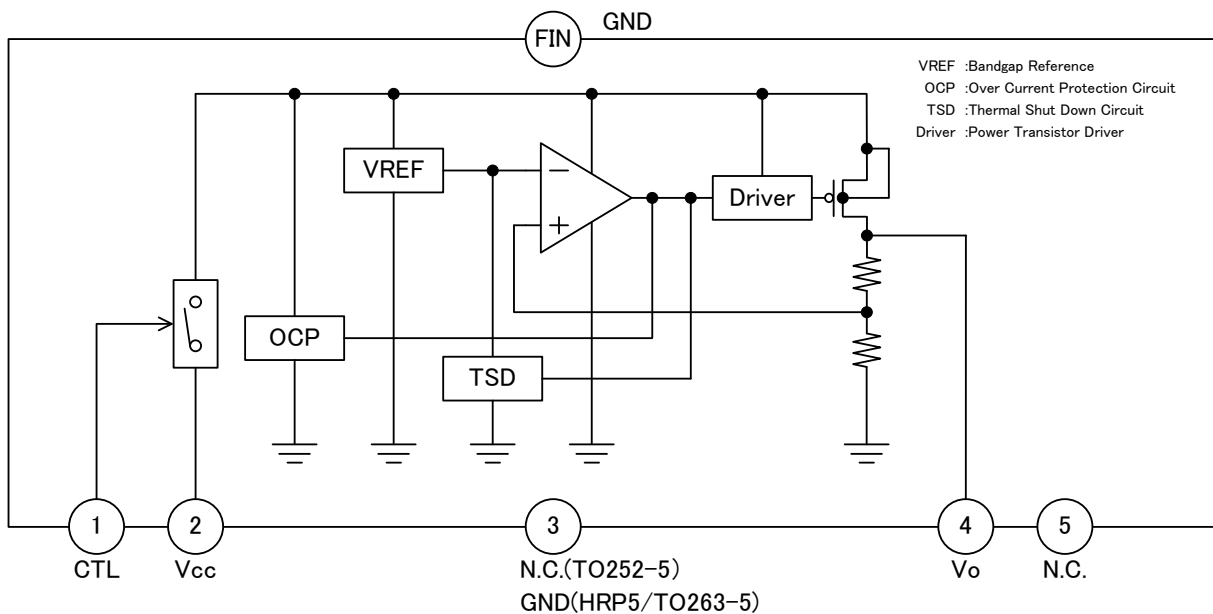 FIN
GND
VREF :Bandgap Reference
OCP :Over Current Protection Circuit
TSD :Thermal Shut Down Circuit
Driver :Power Transistor Driver
VREF
−
+
Driver
OCP
TSD
1
2
3
4
5
CTL
Vcc
N.C.(TO252-5)
GND(HRP5/TO263-5)
Vo
N.C.